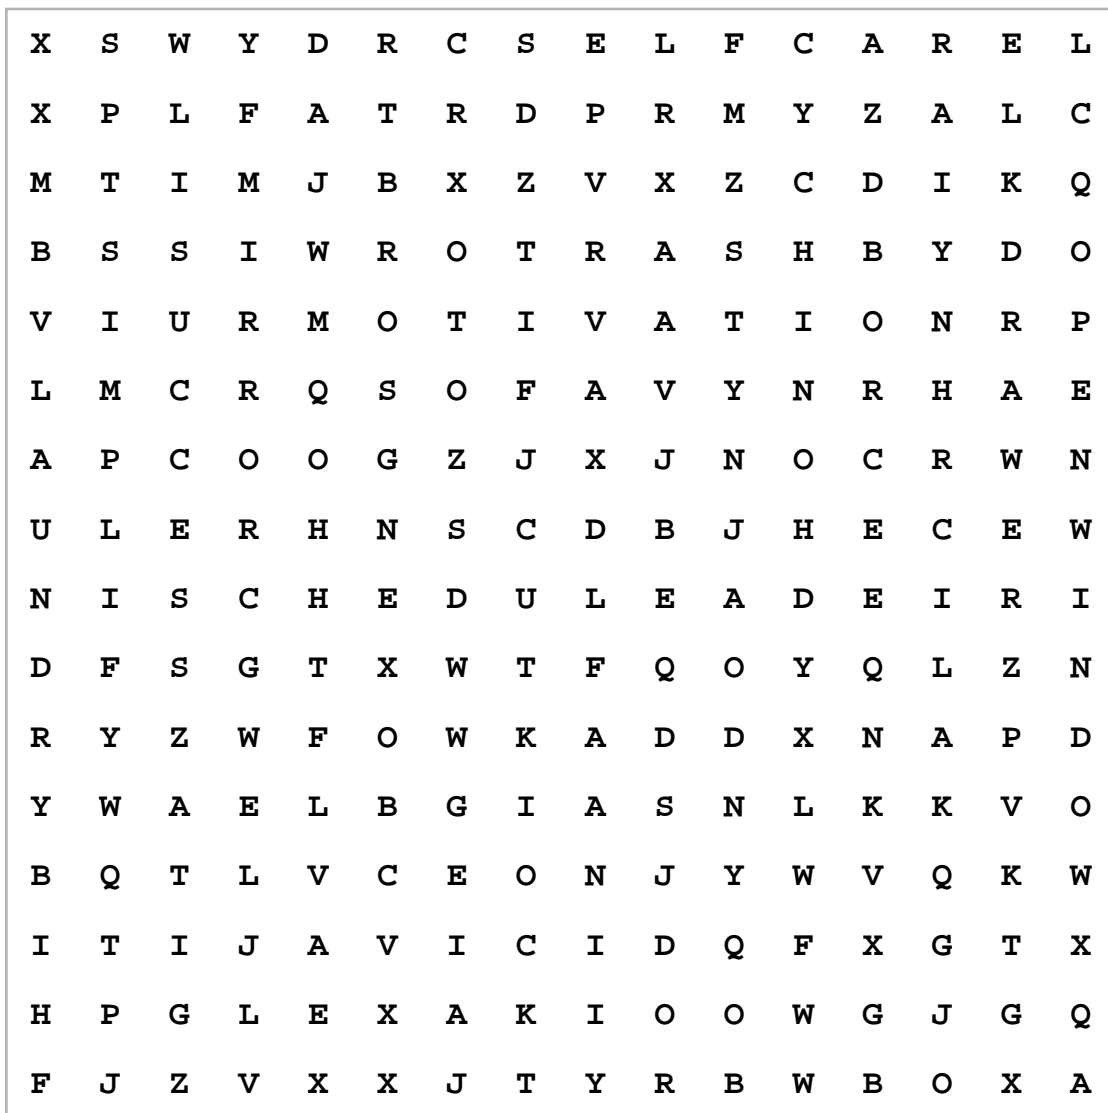 X S W Y D R C S E L F C A R E L
X P L F A T R D P R M Y Z A L C
M T I M J B X Z V X Z C D I K Q
B S S I W R O T R A S H B Y D O
V I U R M O T I V A T I O N R P
L M C R Q S O F A V Y N R H A E
A P C O O G Z J X J N O C R W N
U L E R H N S C D B J H E C E W
N I S C H E D U L E A D E I R I
D F S G T X W T F Q O Y Q L Z N
R Y Z W F O W K A D D X N A P D
Y W A E L B G I A S N L K K V O
B Q T L V C E O N J Y W V Q K W
I T I J A V I C I D Q F X G T X
H P G L E X A K I O O W G J G Q
F J Z V X X J T Y R B W B O X A